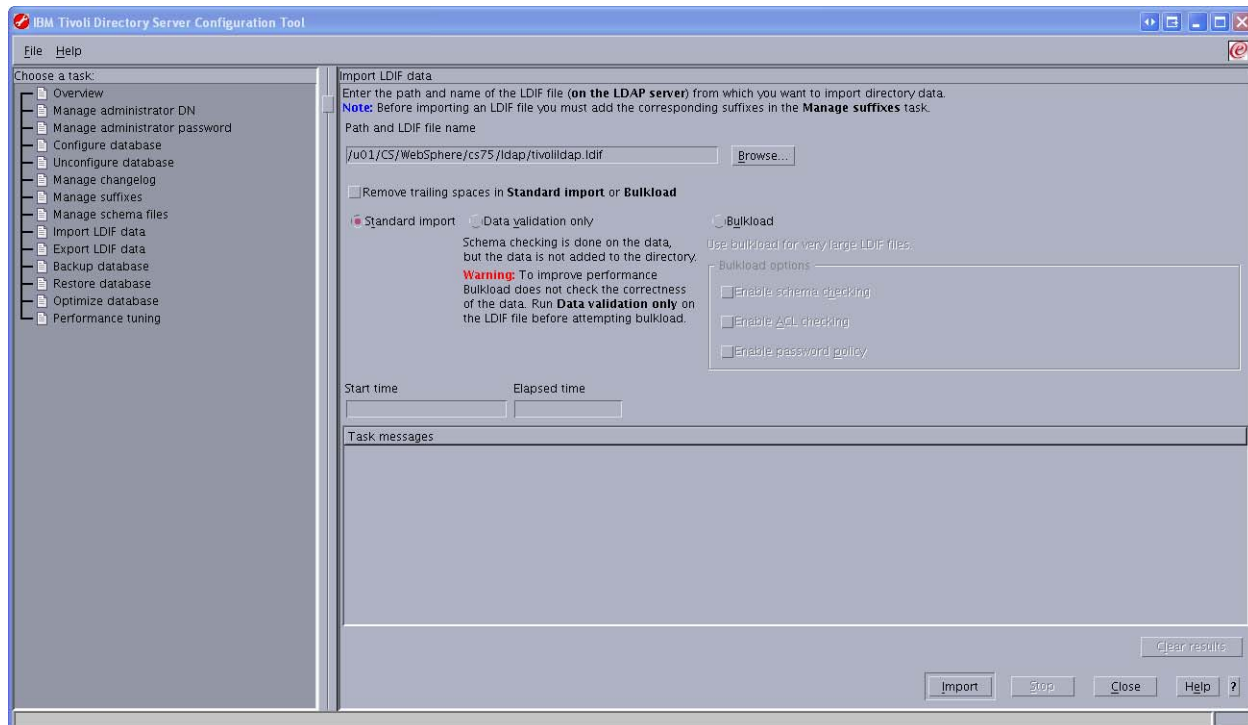 IBM Tivoli Directory Server Configuration Tool
File Help
Choose a task:
Overview
Manage administrator DN
Manage administrator password
Configure database
Unconfigure database
Manage changelog
Manage suffixes
Manage schema files
Import LDIF data
Export LDIF data
Backup database
Restore database
Optimize database
Performance tuning
Import LDIF data
Enter the path and name of the LDIF file (on the LDAP server) from which you want to import directory data.
Note: Before importing an LDIF file you must add the corresponding suffixes in the Manage suffixes task.
Path and LDIF file name
/u01/CS/WebSphere/cs75/ldap/tivolildap.ldif
Browse...
Remove trailing spaces in Standard import or Bulkload
Standard import
Data validation only
Schema checking is done on the data,
but the data is not added to the directory.
Warning: To improve performance
Bulkload does not check the correctness
of the data. Run Data validation only on
the LDIF file before attempting bulkload.
Bulkload
Use bulkload for very large LDIF files.
Bulkload options
Enable schema checking
Enable ACL checking
Enable password policy
Start time
Elapsed time
Task messages
Clear results
Import
Stop
Close
Help
?